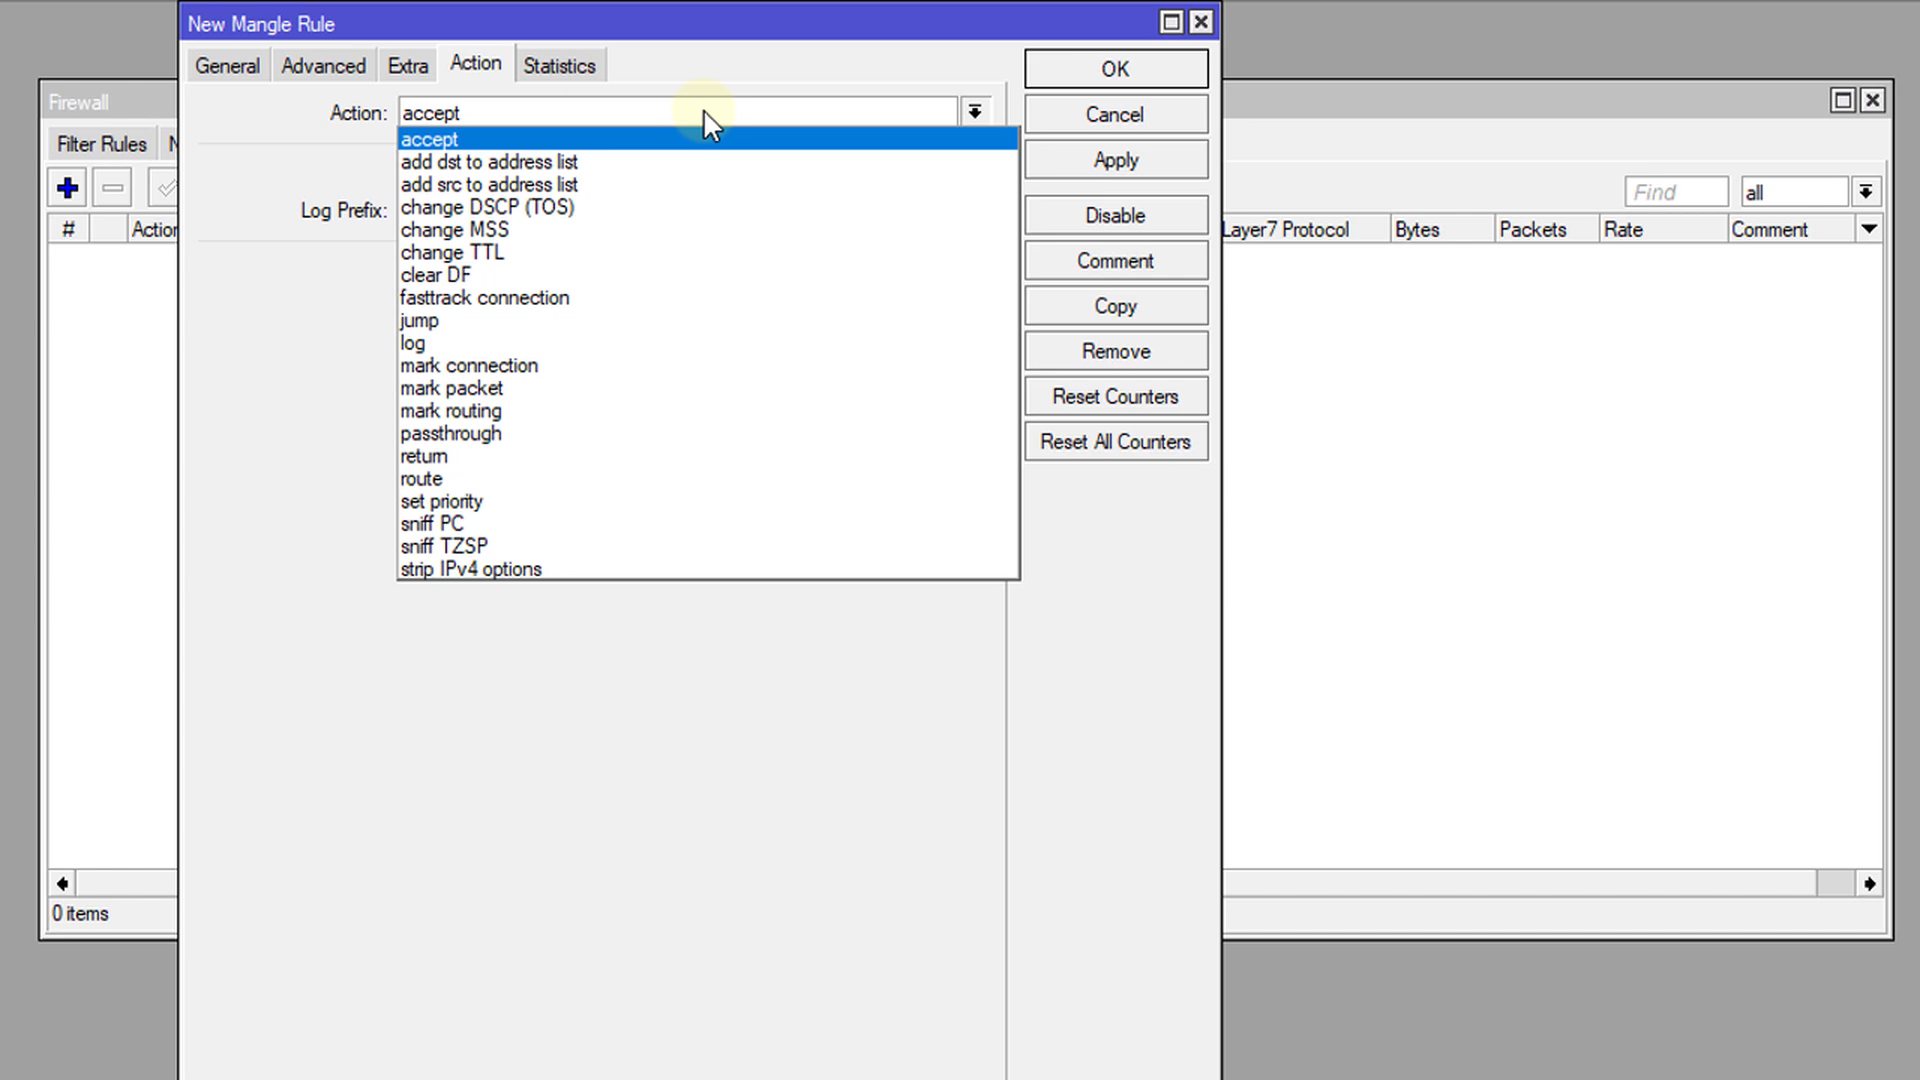 New Mangle Rule
General Advanced Extra Action Statistics
OK
Cancel
Apply
Disable
Comment
Copy
Remove
Reset Counters
Reset All Counters
Action: accept
accept
add dst to address list
add src to address list
change DSCP (TOS)
change MSS
change TTL
clear DF
fasttrack connection
jump
log
mark connection
mark packet
mark routing
passthrough
return
route
set priority
sniff PC
sniff TZSP
strip IPv4 options
Log Prefix:
Firewall
Filter Rules N
Find all
# Action Layer7 Protocol Bytes Packets Rate Comment
0 items